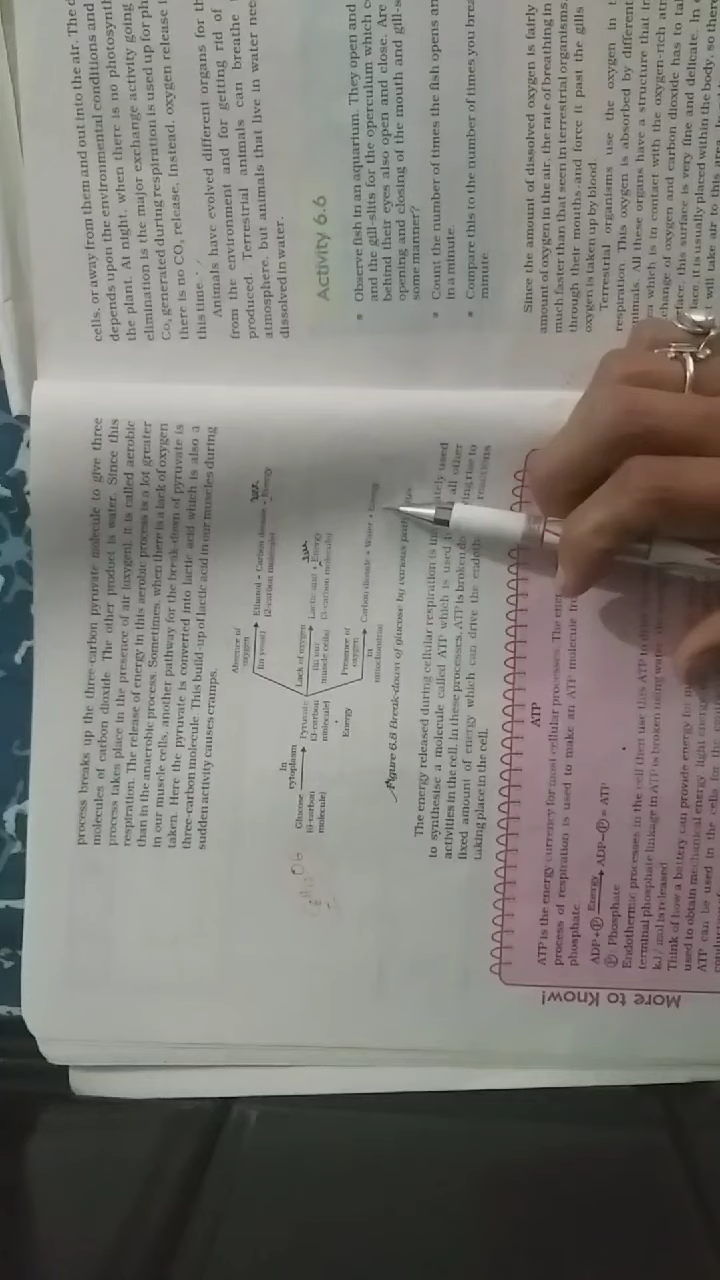 process breaks up the three-carbon pyruvate molecule to give three
molecules of carbon dioxide. The other product is water. Since this
process takes place in the presence of air (oxygen), it is called aerobic
respiration. The release of energy in this aerobic process is a lot greater
than in the anaerobic process. Sometimes, when there is a lack of oxygen
in our muscle cells, another pathway for the break-down of pyruvate is
taken. Here the pyruvate is converted into lactic acid which is also a
three-carbon molecule. This build-up of lactic acid in our muscles during
sudden activity causes cramps.
Absence of
oxygen
(in yeast)
Ethanol + Carbon dioxide + Energy
(2-carbon molecule)
Glucose
(6-carbon
molecule)
In
cytoplasm
Pyruvate
(3-carbon
molecule)
+
Energy
Lack of oxygen
(in our
muscle cells)
Lactic acid + Energy
(3-carbon molecule)
Presence of
oxygen
(in
mitochondria)
Carbon dioxide + Water + Energy
Figure 6.8 Break-down of glucose by various
The energy released during cellular respiration is
to synthesise a molecule called ATP which is used
all other
activities in the cell. In these processes, ATP is broken
fixed amount of energy which can drive the
reactions
taking place in the cell.
More to Know!
ATP
ATP is the energy currency for most cellular processes. The
process of respiration is used to make an ATP molecule
phosphate
ADP + P Energy → ADP~P = ATP
P Phosphate
Endothermic processes in the cell then use this ATP to
terminal phosphate linkage in ATP is broken using water
kJ/mol is released
Think of how a battery can provide energy for
used to obtain mechanical energy, light energy
ATP can be used in the cells for the
cells, or away from them and out into the air. The
depends upon the environmental conditions and
the plant. At night, when there is no
elimination is the major exchange activity going
CO₂ generated during respiration is used up for
there is no CO₂ release. Instead, oxygen release
this time.
Animals have evolved different organs for
from the environment and for getting rid of
produced. Terrestrial animals can breathe
atmosphere, but animals that live in water
dissolved in water.
Activity 6.6
Observe fish in an aquarium. They open and
and the gill-slits (or the operculum which
behind their eyes also open and close. Are
opening and closing of the mouth and
some manner?
Count the number of times the fish opens
in a minute.
Compare this to the number of times you
minute.
Since the amount of dissolved oxygen is fairly
amount of oxygen in the air, the rate of breathing in
much faster than that seen in terrestrial organisms.
through their mouths and force it past the gills
oxygen is taken up by blood.
Terrestrial organisms use the oxygen in
respiration. This oxygen is absorbed by different
All these organs have a structure that
which is in contact with the oxygen-rich
of oxygen and carbon dioxide has to
this surface is very fine and delicate. In
it is usually placed within the body, so
will take air to this area.